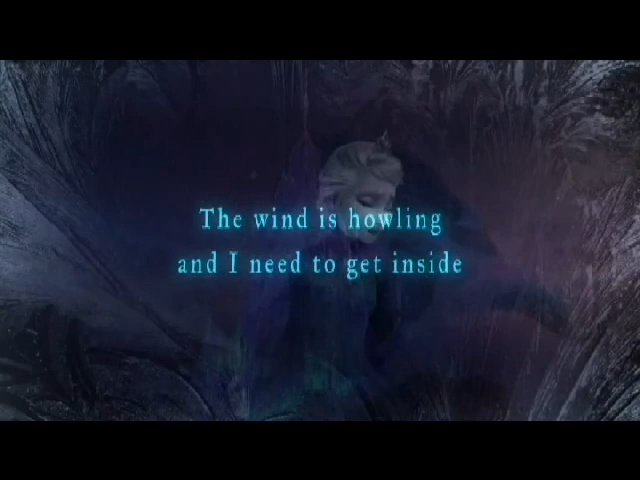 The wind is howling
and I need to get inside